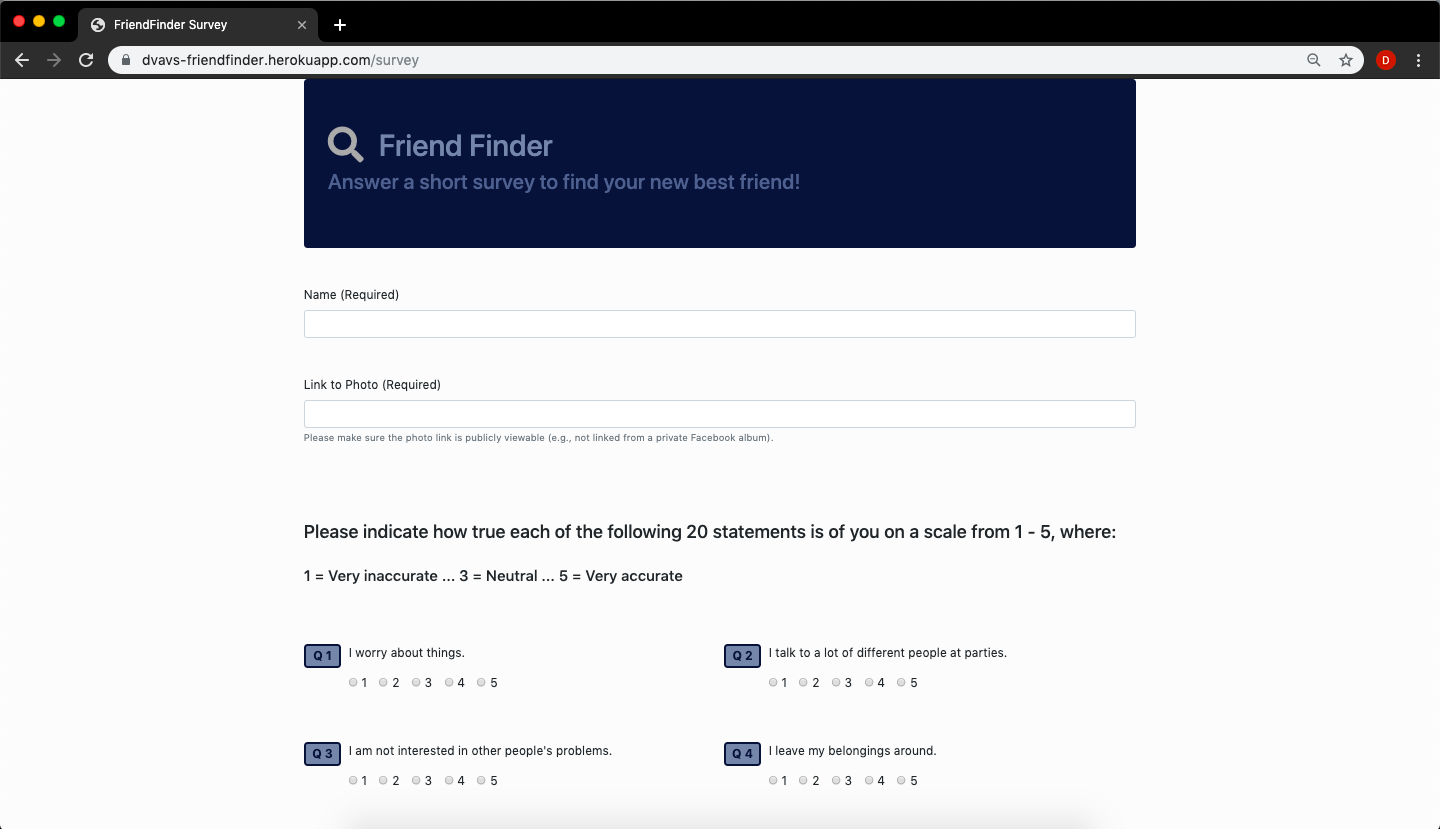 FriendFinder Survey
dvavs-friendfinder.herokuapp.com/survey
D
Friend Finder
Answer a short survey to find your new best friend!
Name (Required)
Link to Photo (Required)
Please make sure the photo link is publicly viewable (e.g., not linked from a private Facebook album).
Please indicate how true each of the following 20 statements is of you on a scale from 1 - 5, where:
1 = Very inaccurate ... 3 = Neutral ... 5 = Very accurate
Q 1 I worry about things.
1 2 3 4 5
Q 2 I talk to a lot of different people at parties.
1 2 3 4 5
Q 3 I am not interested in other people's problems.
1 2 3 4 5
Q 4 I leave my belongings around.
1 2 3 4 5